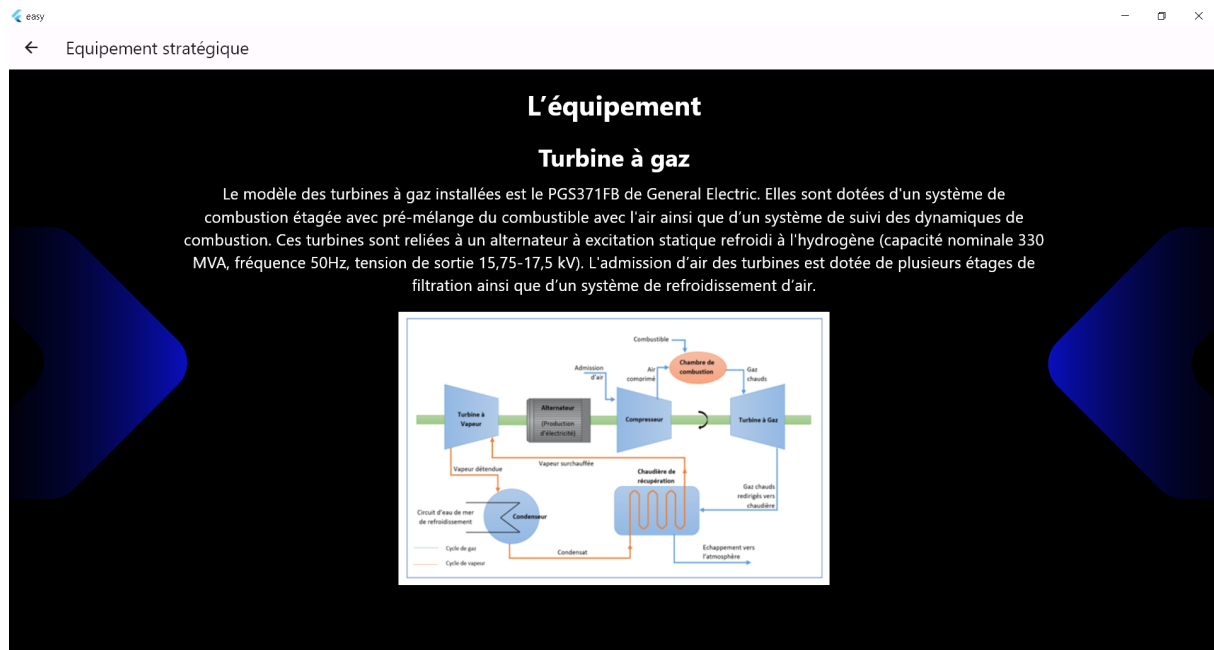 easy
Equipement stratégique
L'équipement
Turbine à gaz
Le modèle des turbines à gaz installées est le PGS371FB de General Electric. Elles sont dotées d'un système de
combustion étagée avec pré-mélange du combustible avec l'air ainsi que d'un système de suivi des dynamiques de
combustion. Ces turbines sont reliées à un alternateur à excitation statique refroidi à l'hydrogène (capacité nominale 330
MVA, fréquence 50Hz, tension de sortie 15,75-17,5 kV). L'admission d'air des turbines est dotée de plusieurs étages de
filtration ainsi que d'un système de refroidissement d'air.
Combustible
Chambre de
combustion
Admission
d'air
Air
comprimé
Gaz
chauds
Turbine à
Vapeur
Alternateur
(Production
d'électricité)
Compresseur
Turbine à Gaz
Vapeur détendue
Vapeur surchauffée
Chaudière de
récupération
Gaz chauds
redirigés vers
chaudière
Circuit d'eau de mer
de refroidissement
Condenseur
Cycle de gaz
Cycle de vapeur
Condensat
Echappement vers
l'atmosphère